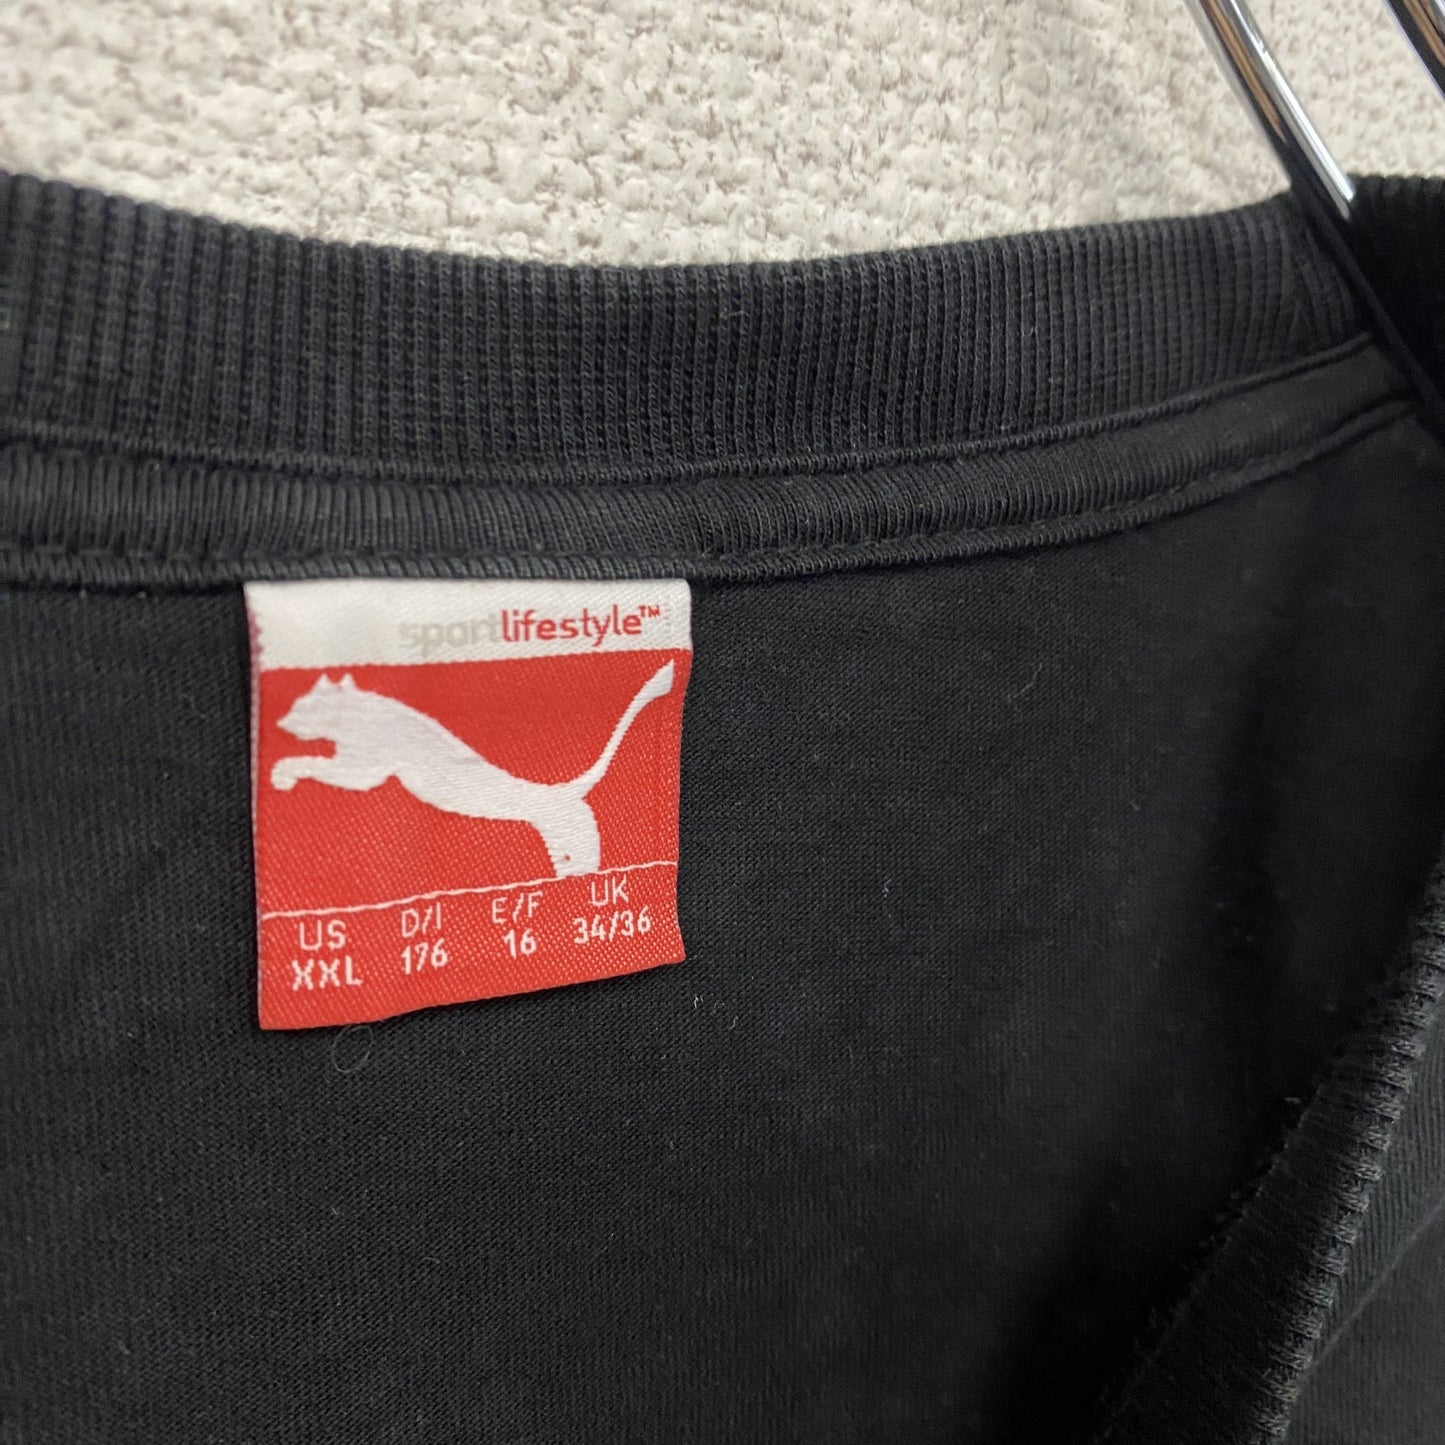 sportlifestyle™
US D/I E/F UK
XXL 176 16 34/36